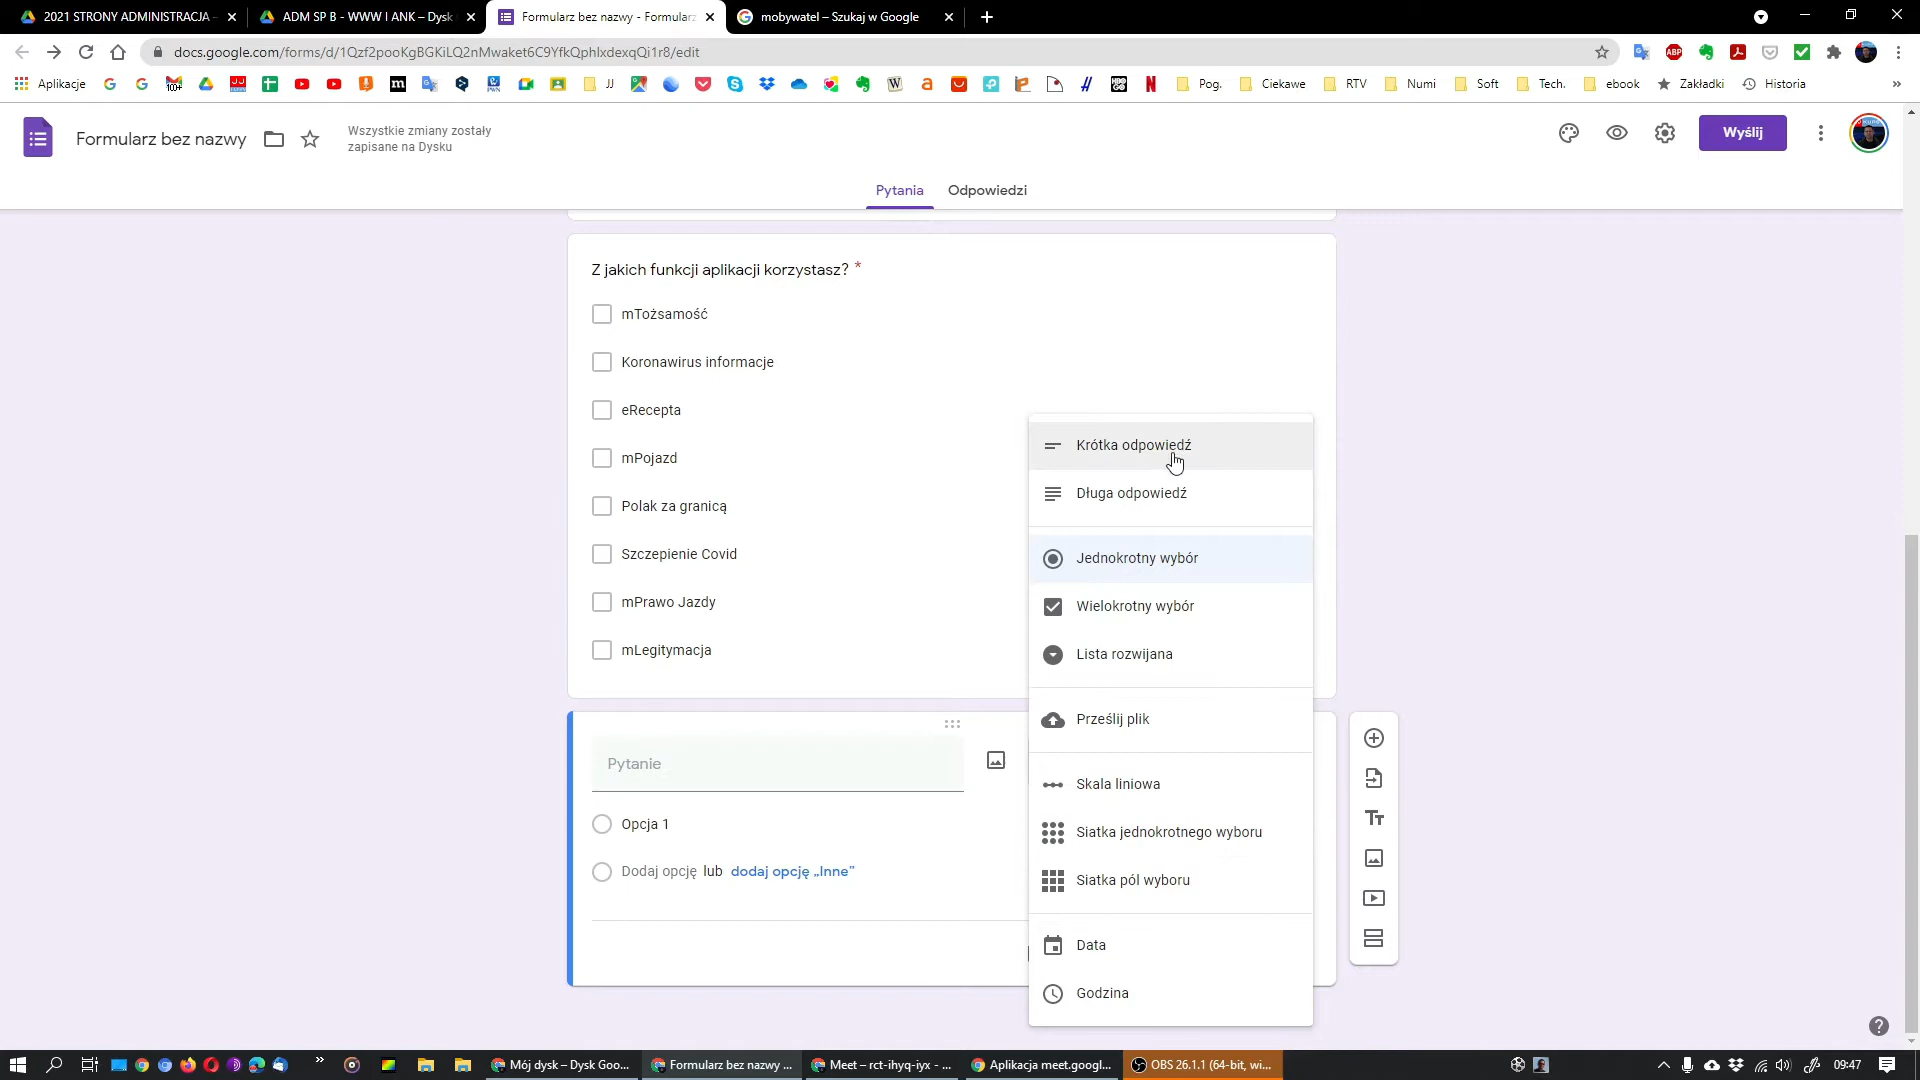 2021 STRONY ADMINISTRACJA -
ADM SP B - WWW I ANK – Dysk
Formularz bez nazwy - Formularz
mobywatel – Szukaj w Google
docs.google.com/forms/d/1Qzf2pooKgBGKiLQ2nMwaket6C9YfkQphlxdexqQi1r8/edit
Aplikacje
JJ
Pog.
Ciekawe
RTV
Numi
Soft
Tech.
ebook
Zakładki
Historia
Formularz bez nazwy
Wszystkie zmiany zostały
zapisane na Dysku
Wyślij
Pytania
Odpowiedzi
Z jakich funkcji aplikacji korzystasz? *
mTożsamość
Koronawirus informacje
eRecepta
mPojazd
Polak za granicą
Szczepienie Covid
mPrawo Jazdy
mLegitymacja
Krótka odpowiedź
Długa odpowiedź
Jednokrotny wybór
Wielokrotny wybór
Lista rozwijana
Prześlij plik
Skala liniowa
Siatka jednokrotnego wyboru
Siatka pól wyboru
Data
Godzina
Pytanie
Opcja 1
Dodaj opcję lub dodaj opcję „Inne”
Mój dysk – Dysk Goo...
Formularz bez nazwy ...
Meet – rct-ihyq-iyx - ...
Aplikacja meet.googl...
OBS 26.1.1 (64-bit, wi...
09:47